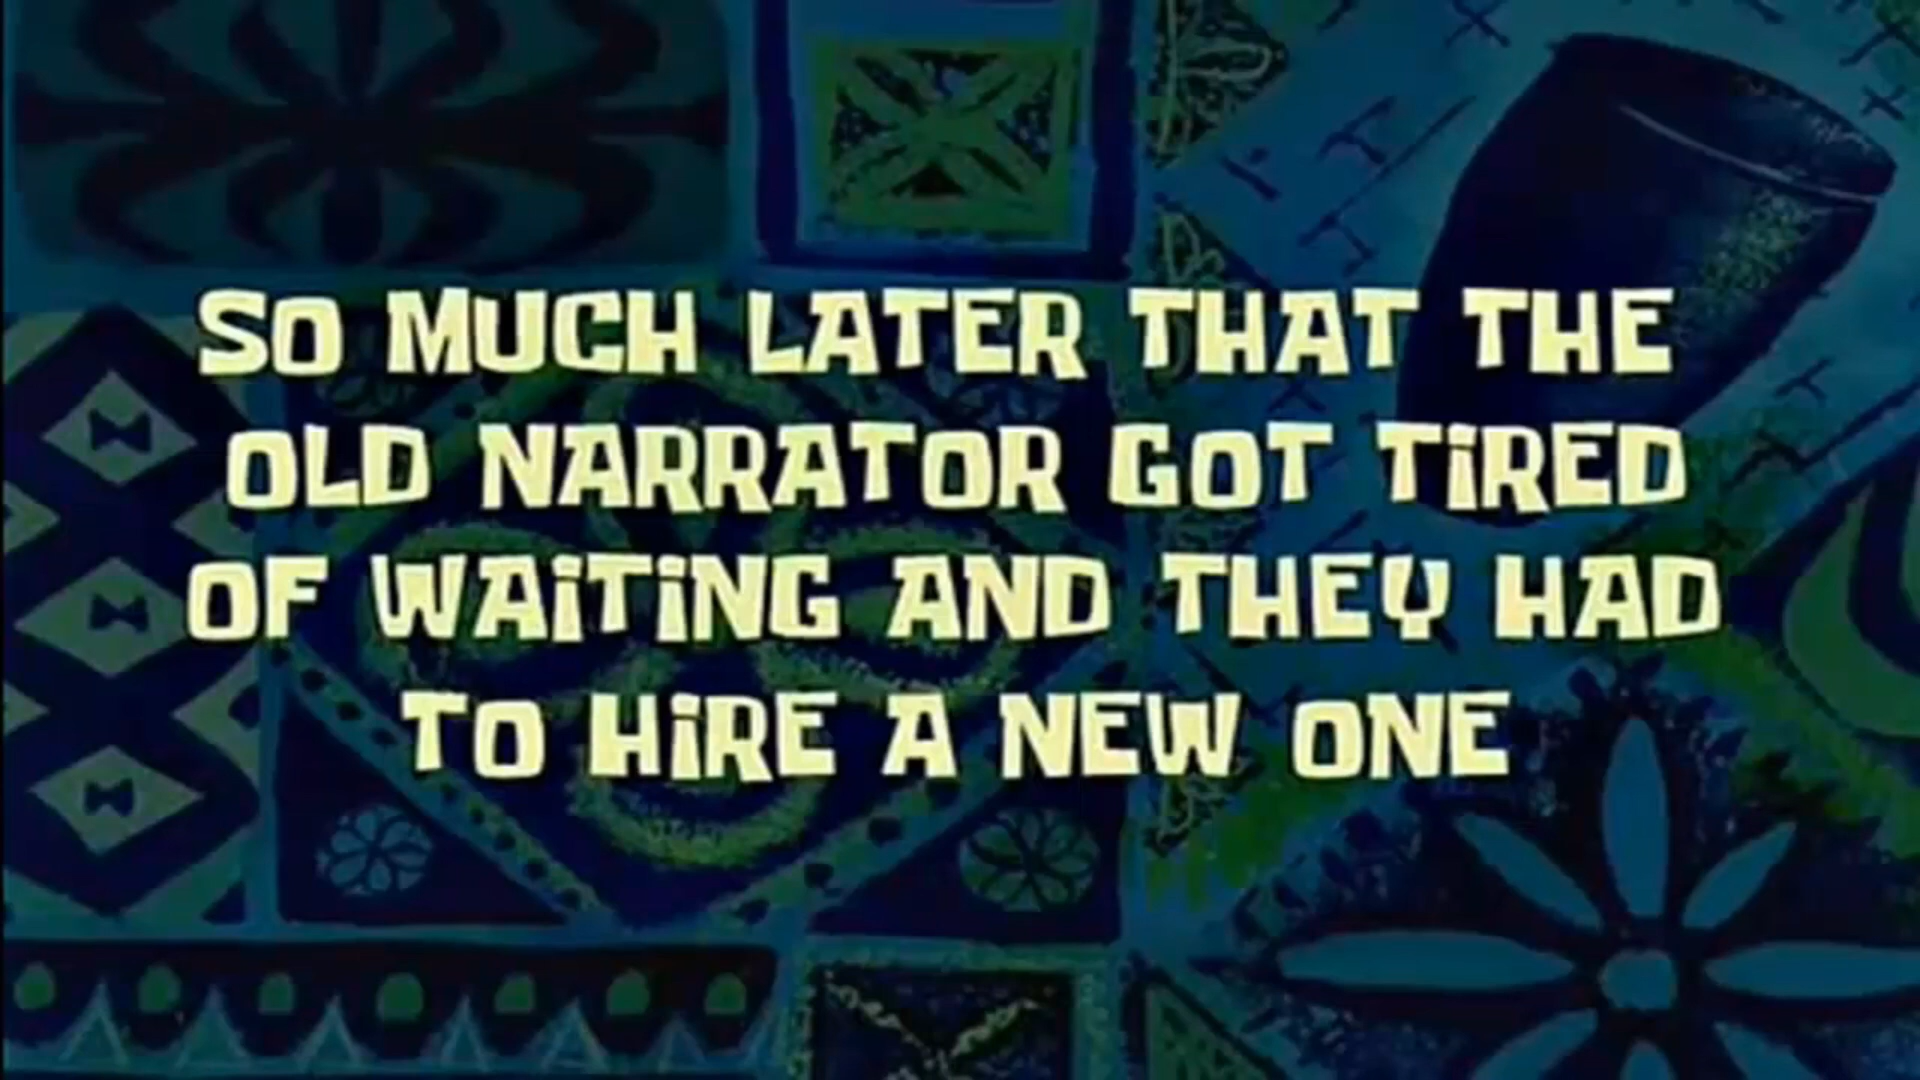 SO MUCH LATER THAT THE
OLD NARRATOR GOT TiRED
OF WAiTiNG AND THEY HAD
TO HiRE A NEW ONE